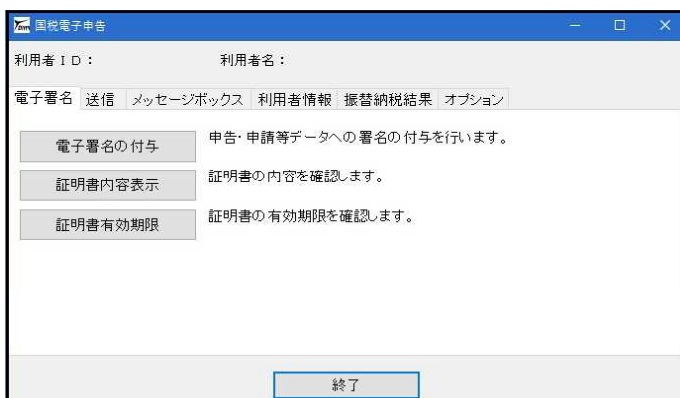 国税電子申告
利用者ID： 利用者名：
電子署名 送信 メッセージボックス 利用者情報 振替納税結果 オプション
電子署名の付与 申告・申請等データへの署名の付与を行います。
証明書内容表示 証明書の内容を確認します。
証明書有効期限 証明書の有効期限を確認します。
終了